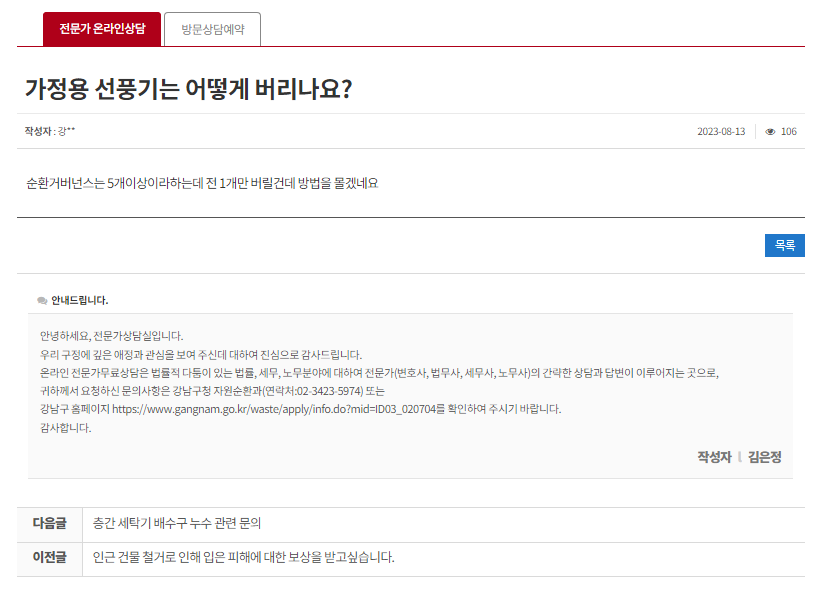 전문가 온라인상담
방문상담예약
가정용 선풍기는 어떻게 버리나요?
작성자 : 강**
2023-08-13 106
순환거버넌스는 5개이상이라하는데 전 1개만 버릴건데 방법을 몰겠네요
목록
안내드립니다.
안녕하세요, 전문가상담실입니다.
우리 구정에 깊은 애정과 관심을 보여 주신데 대하여 진심으로 감사드립니다.
온라인 전문가무료상담은 법률적 다툼이 있는 법률, 세무, 노무분야에 대하여 전문가(변호사, 법무사, 세무사, 노무사)의 간략한 상담과 답변이 이루어지는 곳으로,
귀하께서 요청하신 문의사항은 강남구청 자원순환과(연락처:02-3423-5974) 또는
강남구 홈페이지 https://www.gangnam.go.kr/waste/apply/info.do?mid=ID03_020704를 확인하여 주시기 바랍니다.
감사합니다.
작성자 ㅣ 김은정
다음글 층간 세탁기 배수구 누수 관련 문의
이전글 인근 건물 철거로 인해 입은 피해에 대한 보상을 받고싶습니다.